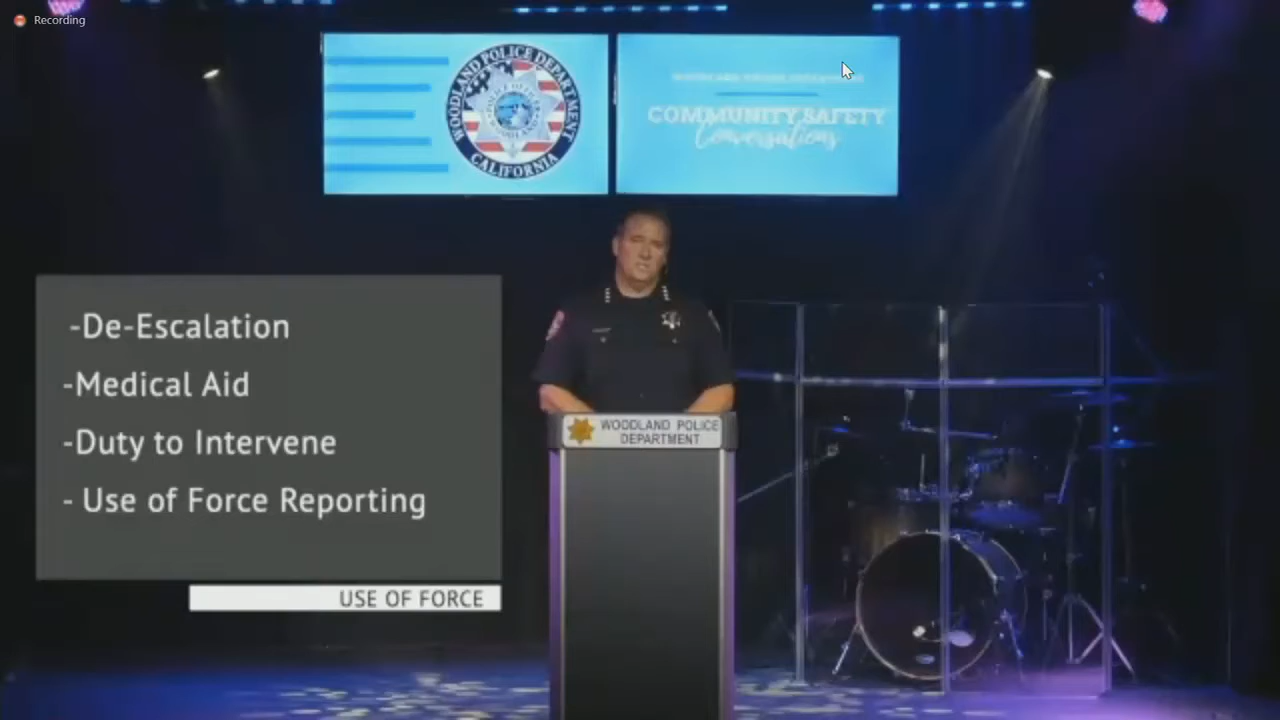 Recording
WOODLAND POLICE DEPARTMENT
CALIFORNIA
COMMUNITY SAFETY
Conversations
-De-Escalation
-Medical Aid
-Duty to Intervene
- Use of Force Reporting
USE OF FORCE
WOODLAND POLICE
DEPARTMENT